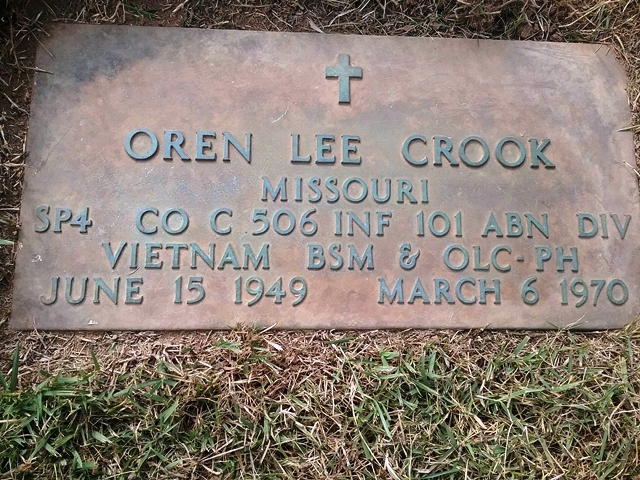 OREN LEE CROOK
MISSOURI
SP4 CO C 506 INF 101 ABN DIV
VIETNAM BSM & OLC-PH
JUNE 15 1949 MARCH 6 1970